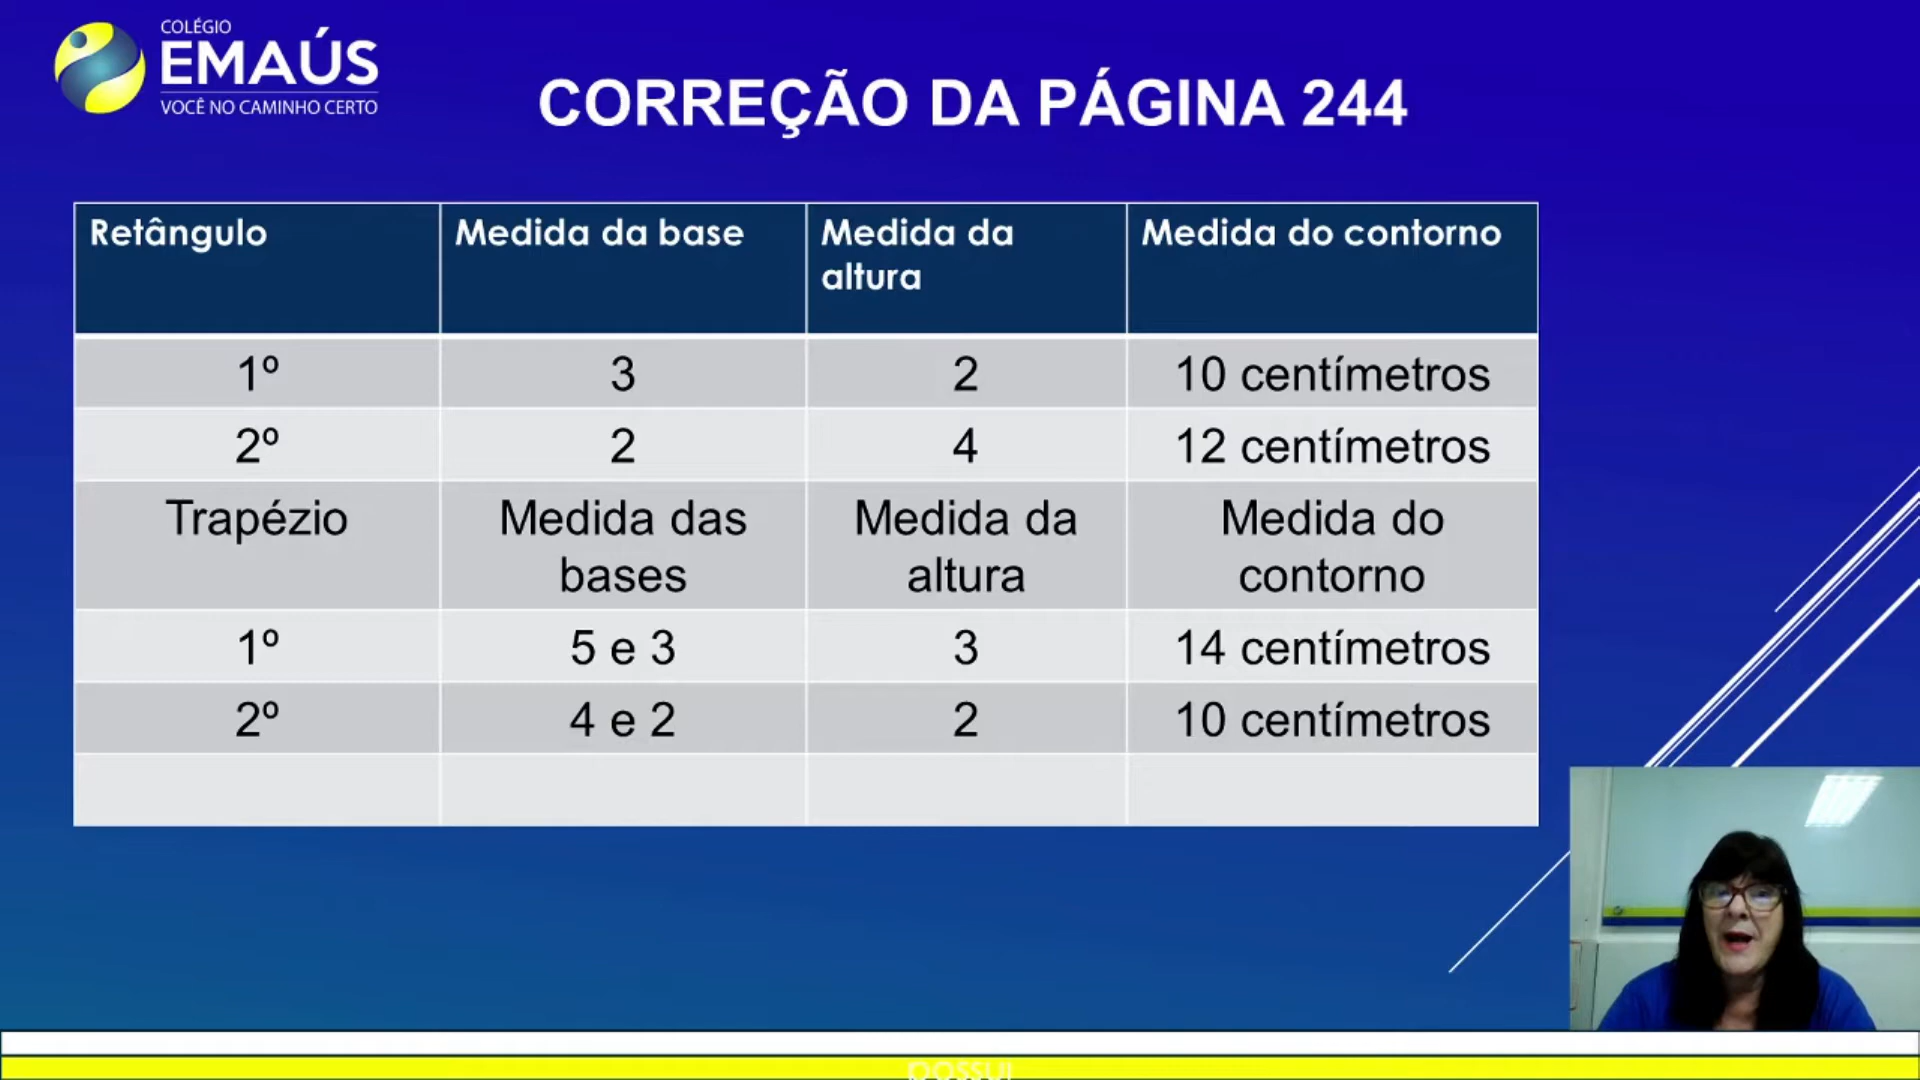 COLÉGIO
EMAÚS
VOCÊ NO CAMINHO CERTO
CORREÇÃO DA PÁGINA 244
Retângulo
Medida da base
Medida da
altura
Medida do contorno
1º
3
2
10 centímetros
2º
2
4
12 centímetros
Trapézio
Medida das
bases
Medida da
altura
Medida do
contorno
1º
5 e 3
3
14 centímetros
2º
4 e 2
2
10 centímetros
possui